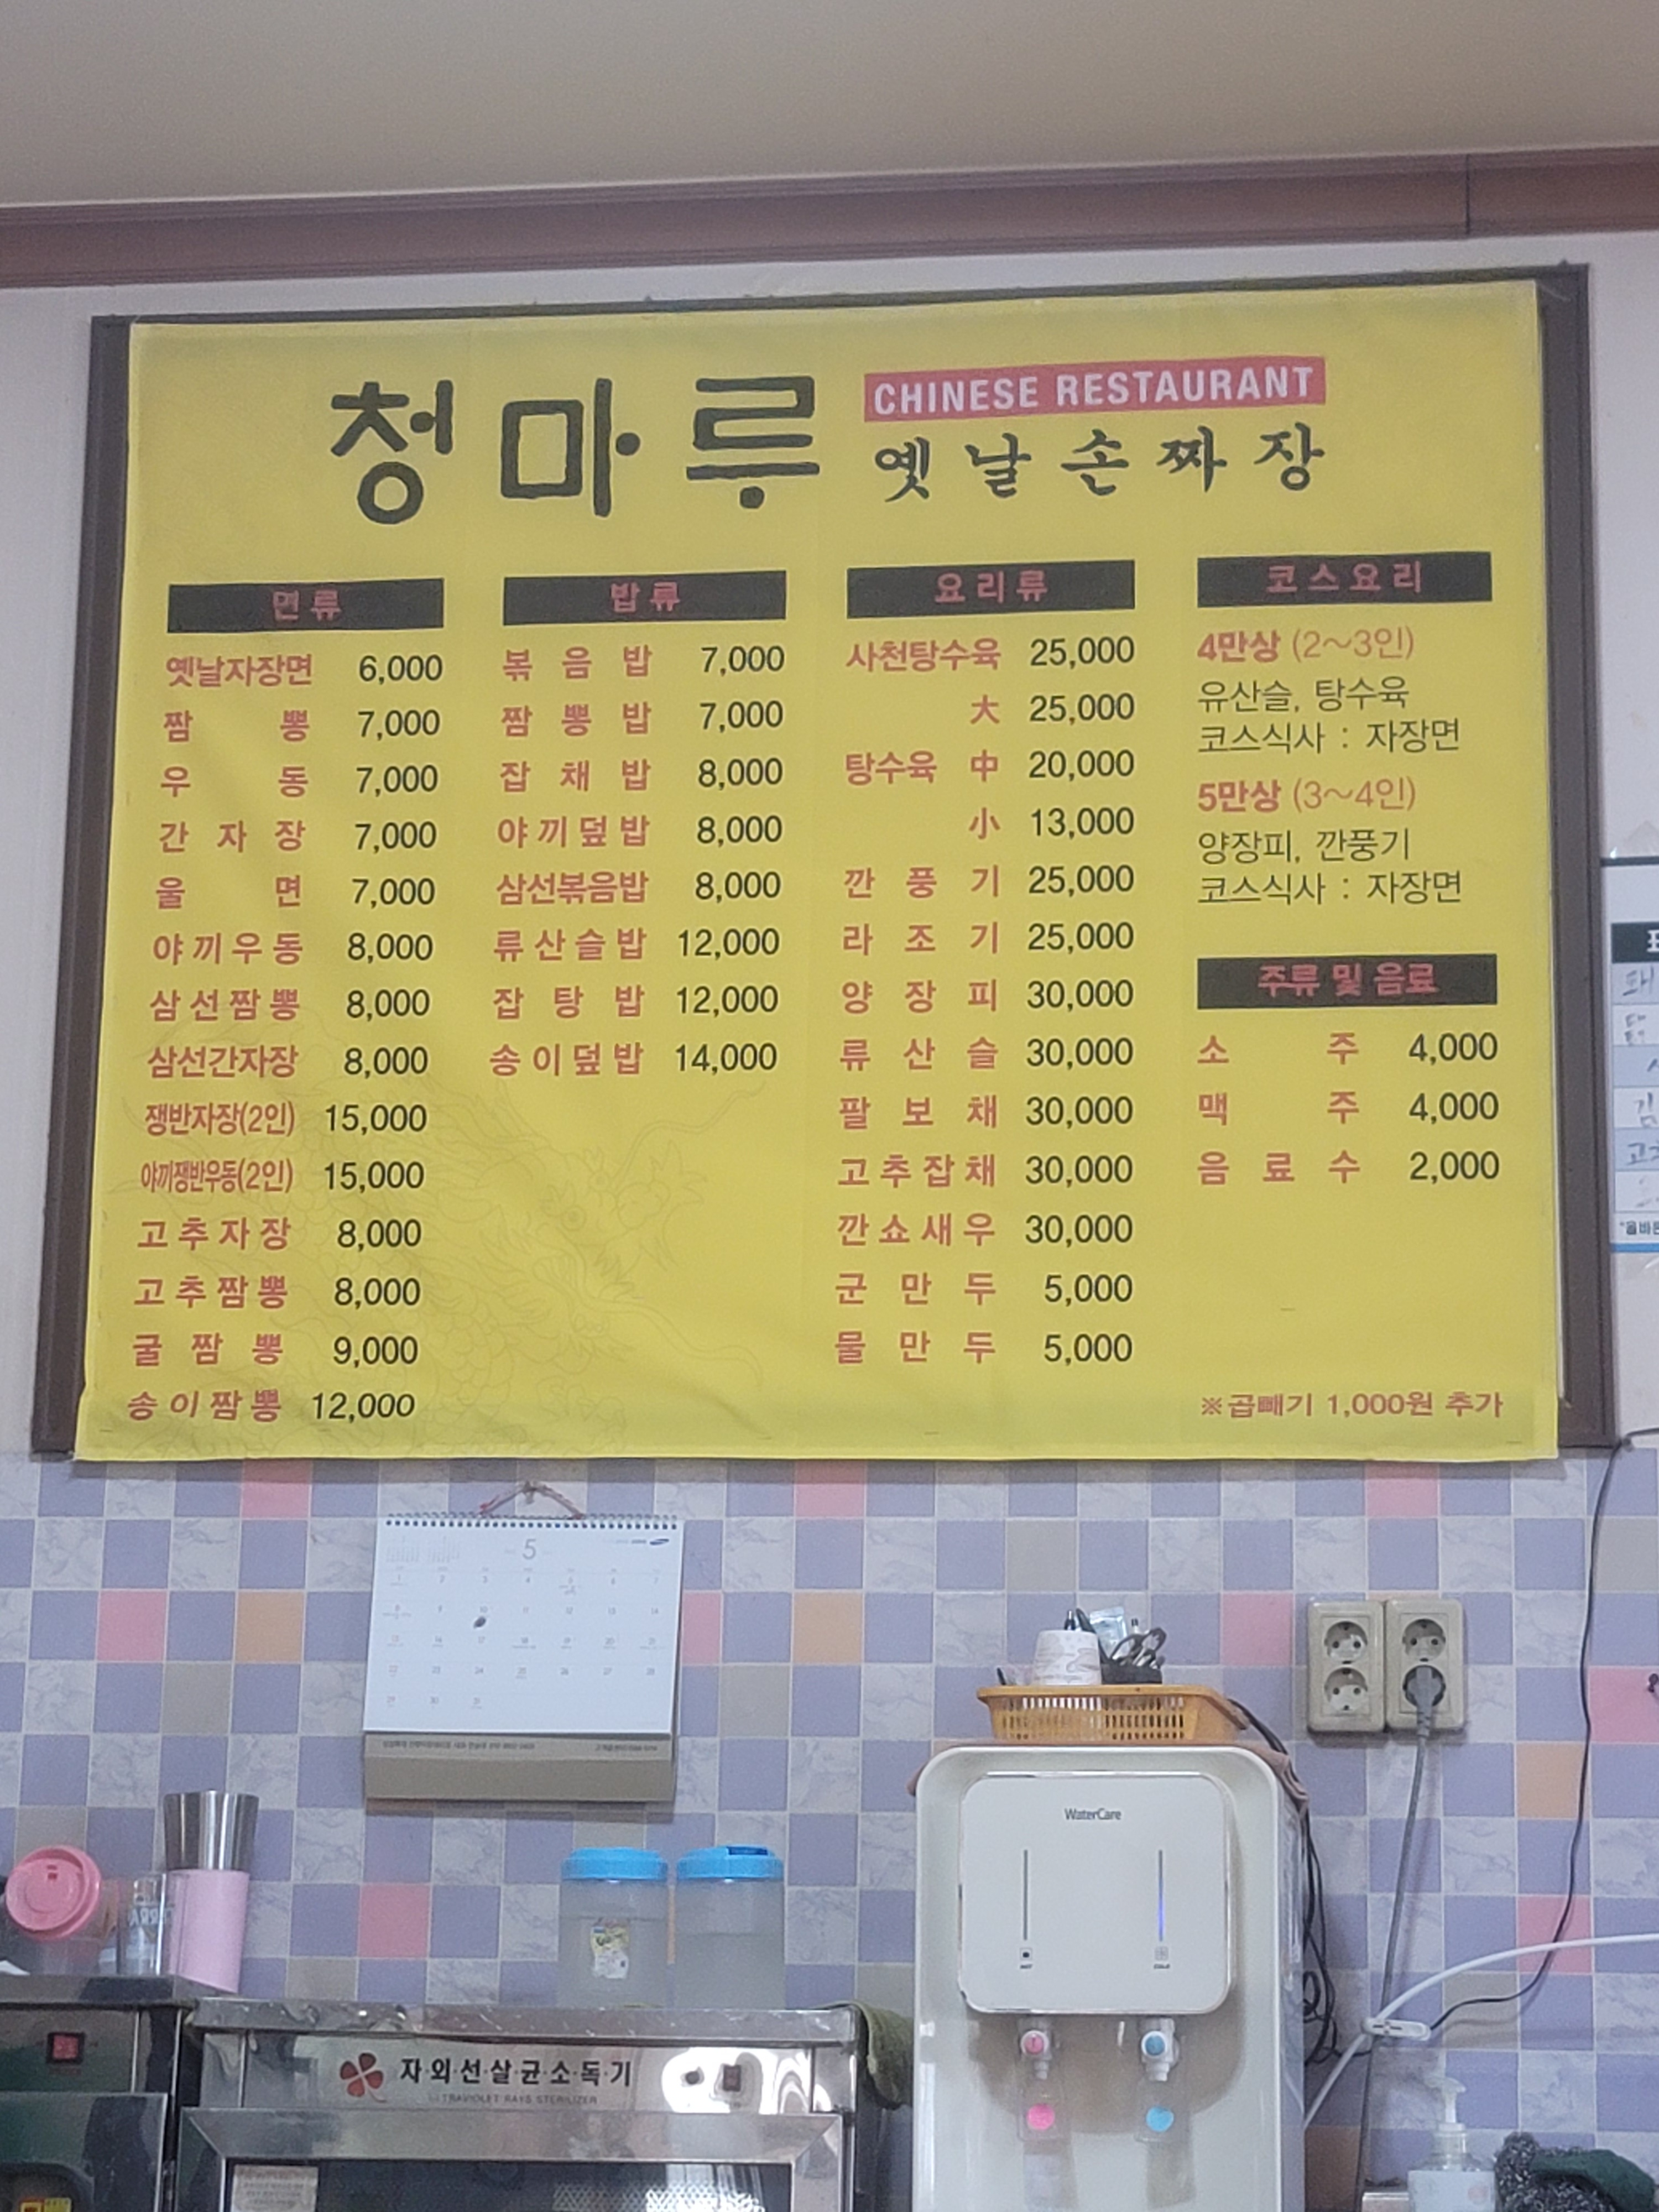 청마루
CHINESE RESTAURANT
옛날손짜장
면류
옛날자장면 6,000
짬뽕 7,000
우동 7,000
간자장 7,000
울면 7,000
야끼우동 8,000
삼선짬뽕 8,000
삼선간자장 8,000
쟁반자장(2인) 15,000
야끼쟁반우동(2인) 15,000
고추자장 8,000
고추짬뽕 8,000
굴짬뽕 9,000
송이짬뽕 12,000
밥류
볶음밥 7,000
짬뽕밥 7,000
잡채밥 8,000
야끼덮밥 8,000
삼선볶음밥 8,000
류산슬밥 12,000
잡탕밥 12,000
송이덮밥 14,000
요리류
사천탕수육 25,000
大 25,000
탕수육 中 20,000
小 13,000
깐풍기 25,000
라조기 25,000
양장피 30,000
류산슬 30,000
팔보채 30,000
고추잡채 30,000
깐쇼새우 30,000
군만두 5,000
물만두 5,000
코스요리
4만상 (2~3인)
유산슬, 탕수육
코스식사 : 자장면
5만상 (3~4인)
양장피, 깐풍기
코스식사 : 자장면
주류 및 음료
소주 4,000
맥주 4,000
음료수 2,000
※곱빼기 1,000원 추가
5
WaterCare
자·외·선·살·균·소·독·기